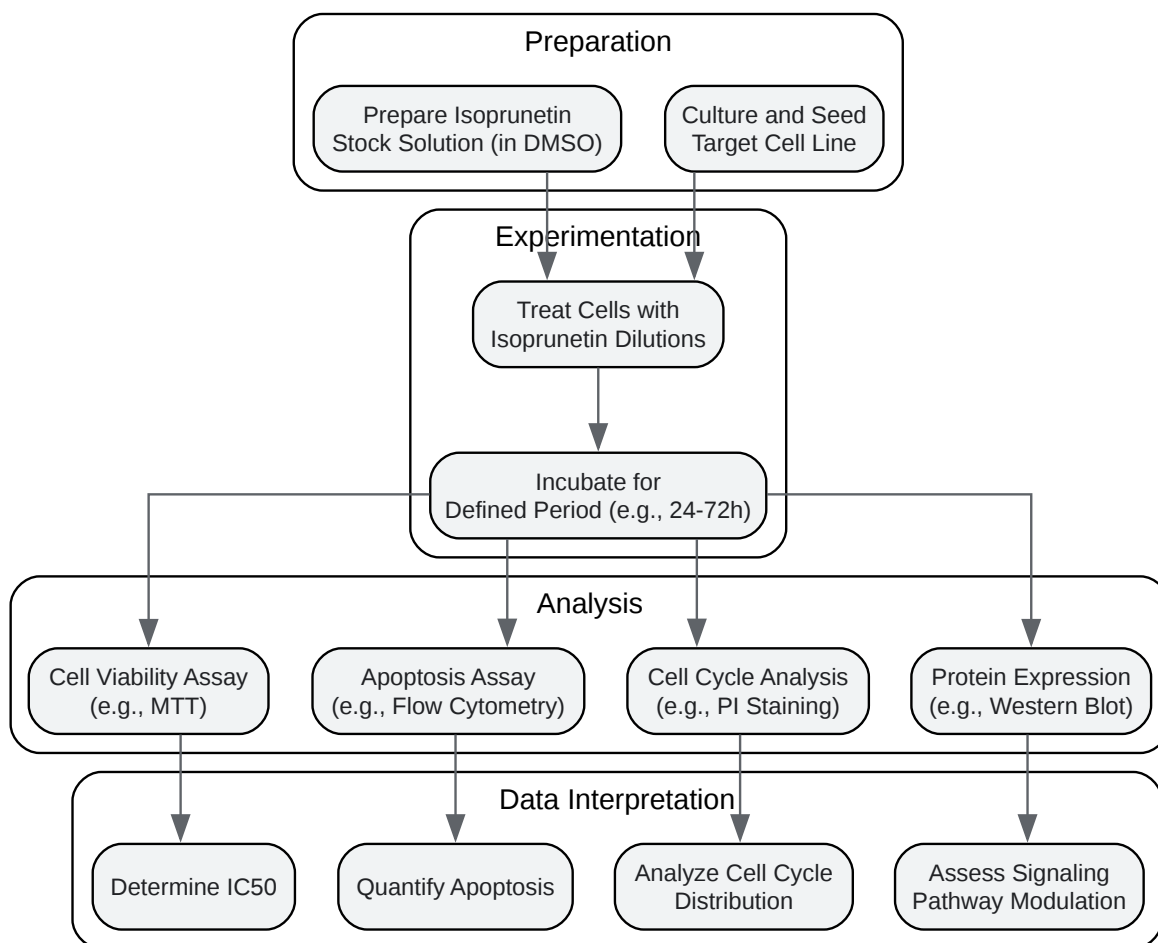 Preparation
Prepare Isoprunetin
Stock Solution (in DMSO)
Culture and Seed
Target Cell Line
Experimentation
Treat Cells with
Isoprunetin Dilutions
Incubate for
Defined Period (e.g., 24-72h)
Analysis
Cell Viability Assay
(e.g., MTT)
Apoptosis Assay
(e.g., Flow Cytometry)
Cell Cycle Analysis
(e.g., PI Staining)
Protein Expression
(e.g., Western Blot)
Data Interpretation
Determine IC50
Quantify Apoptosis
Analyze Cell Cycle
Distribution
Assess Signaling
Pathway Modulation